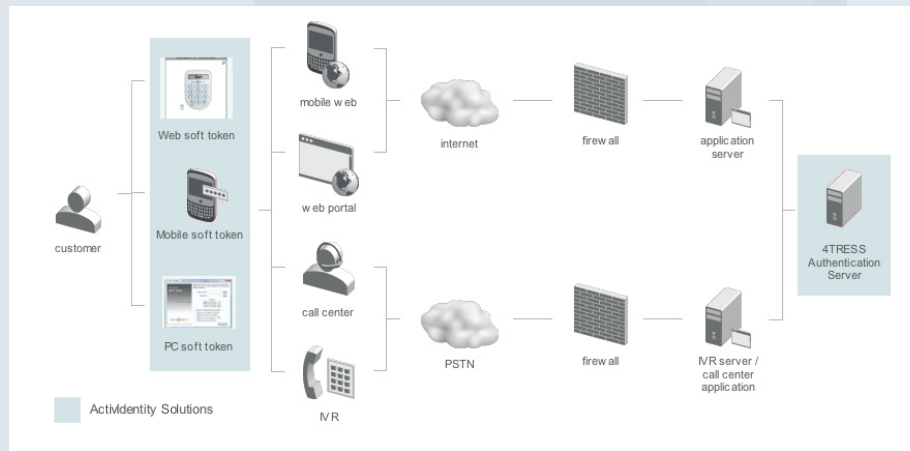 customer
Web soft token
Mobile soft token
PC soft token
mobile web
web portal
call center
IVR
internet
PSTN
firewall
firewall
application
server
IVR server /
call center
application
4TRESS
Authentication
Server
ActivIdentity Solutions